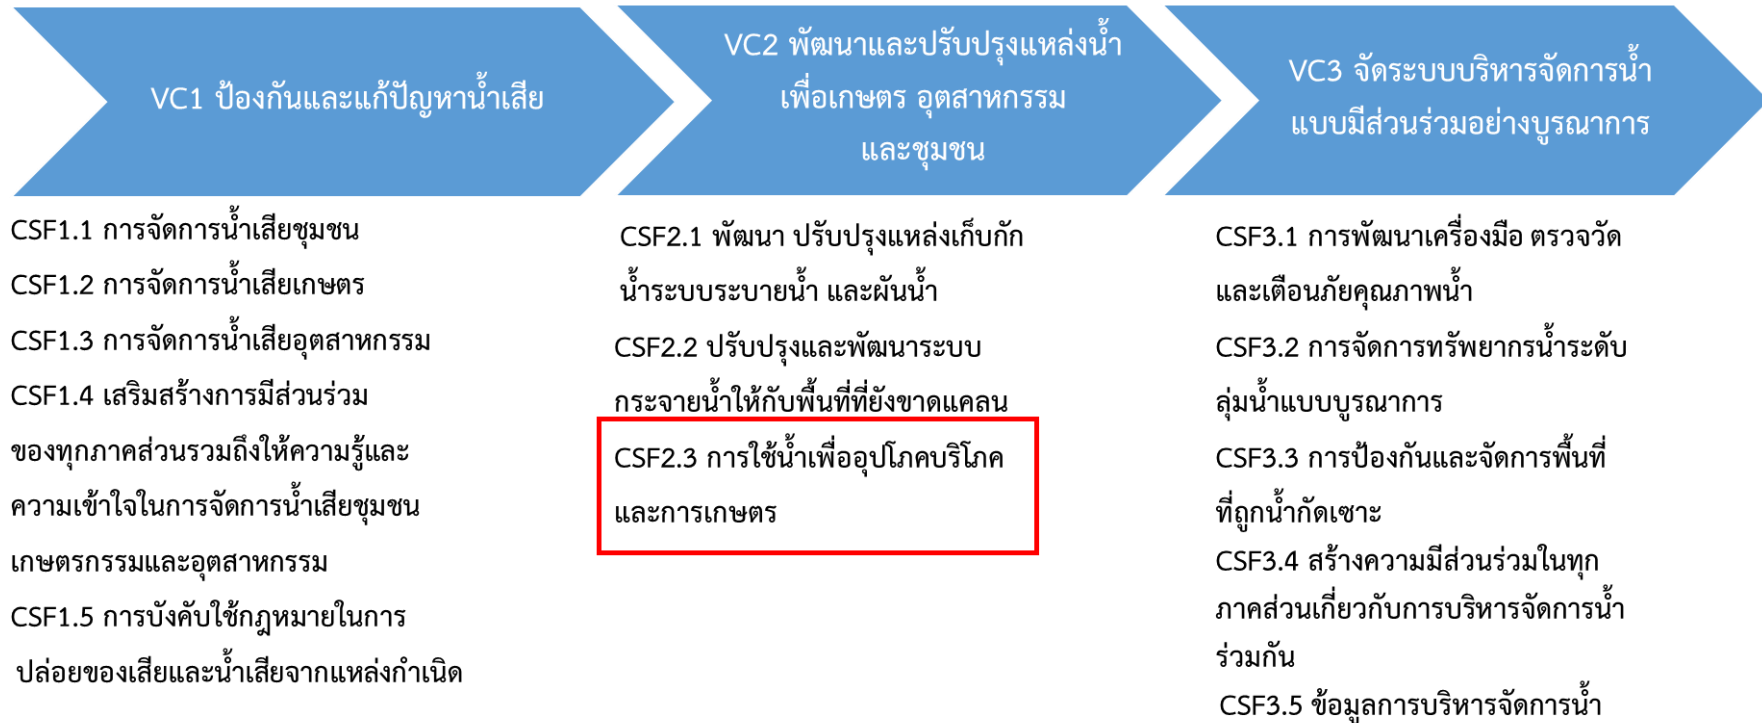 VC1 ป้องกันและแก้ปัญหาน้ำเสีย
VC2 พัฒนาและปรับปรุงแหล่งน้ำ
เพื่อเกษตร อุตสาหกรรม
และชุมชน
VC3 จัดระบบบริหารจัดการน้ำ
แบบมีส่วนร่วมอย่างบูรณาการ
CSF1.1 การจัดการน้ำเสียชุมชน
CSF1.2 การจัดการน้ำเสียเกษตร
CSF1.3 การจัดการน้ำเสียอุตสาหกรรม
CSF1.4 เสริมสร้างการมีส่วนร่วม
ของทุกภาคส่วนรวมถึงให้ความรู้และ
ความเข้าใจในการจัดการน้ำเสียชุมชน
เกษตรกรรมและอุตสาหกรรม
CSF1.5 การบังคับใช้กฎหมายในการ
ปล่อยของเสียและน้ำเสียจากแหล่งกำเนิด
CSF2.1 พัฒนา ปรับปรุงแหล่งเก็บกัก
น้ำระบบระบายน้ำ และผันน้ำ
CSF2.2 ปรับปรุงและพัฒนาระบบ
กระจายน้ำให้กับพื้นที่ที่ยังขาดแคลน
CSF2.3 การใช้น้ำเพื่ออุปโภคบริโภค
และการเกษตร
CSF3.1 การพัฒนาเครื่องมือ ตรวจวัด
และเตือนภัยคุณภาพน้ำ
CSF3.2 การจัดการทรัพยากรน้ำระดับ
ลุ่มน้ำแบบบูรณาการ
CSF3.3 การป้องกันและจัดการพื้นที่
ที่ถูกน้ำกัดเซาะ
CSF3.4 สร้างความมีส่วนร่วมในทุก
ภาคส่วนเกี่ยวกับการบริหารจัดการน้ำ
ร่วมกัน
CSF3.5 ข้อมูลการบริหารจัดการน้ำ